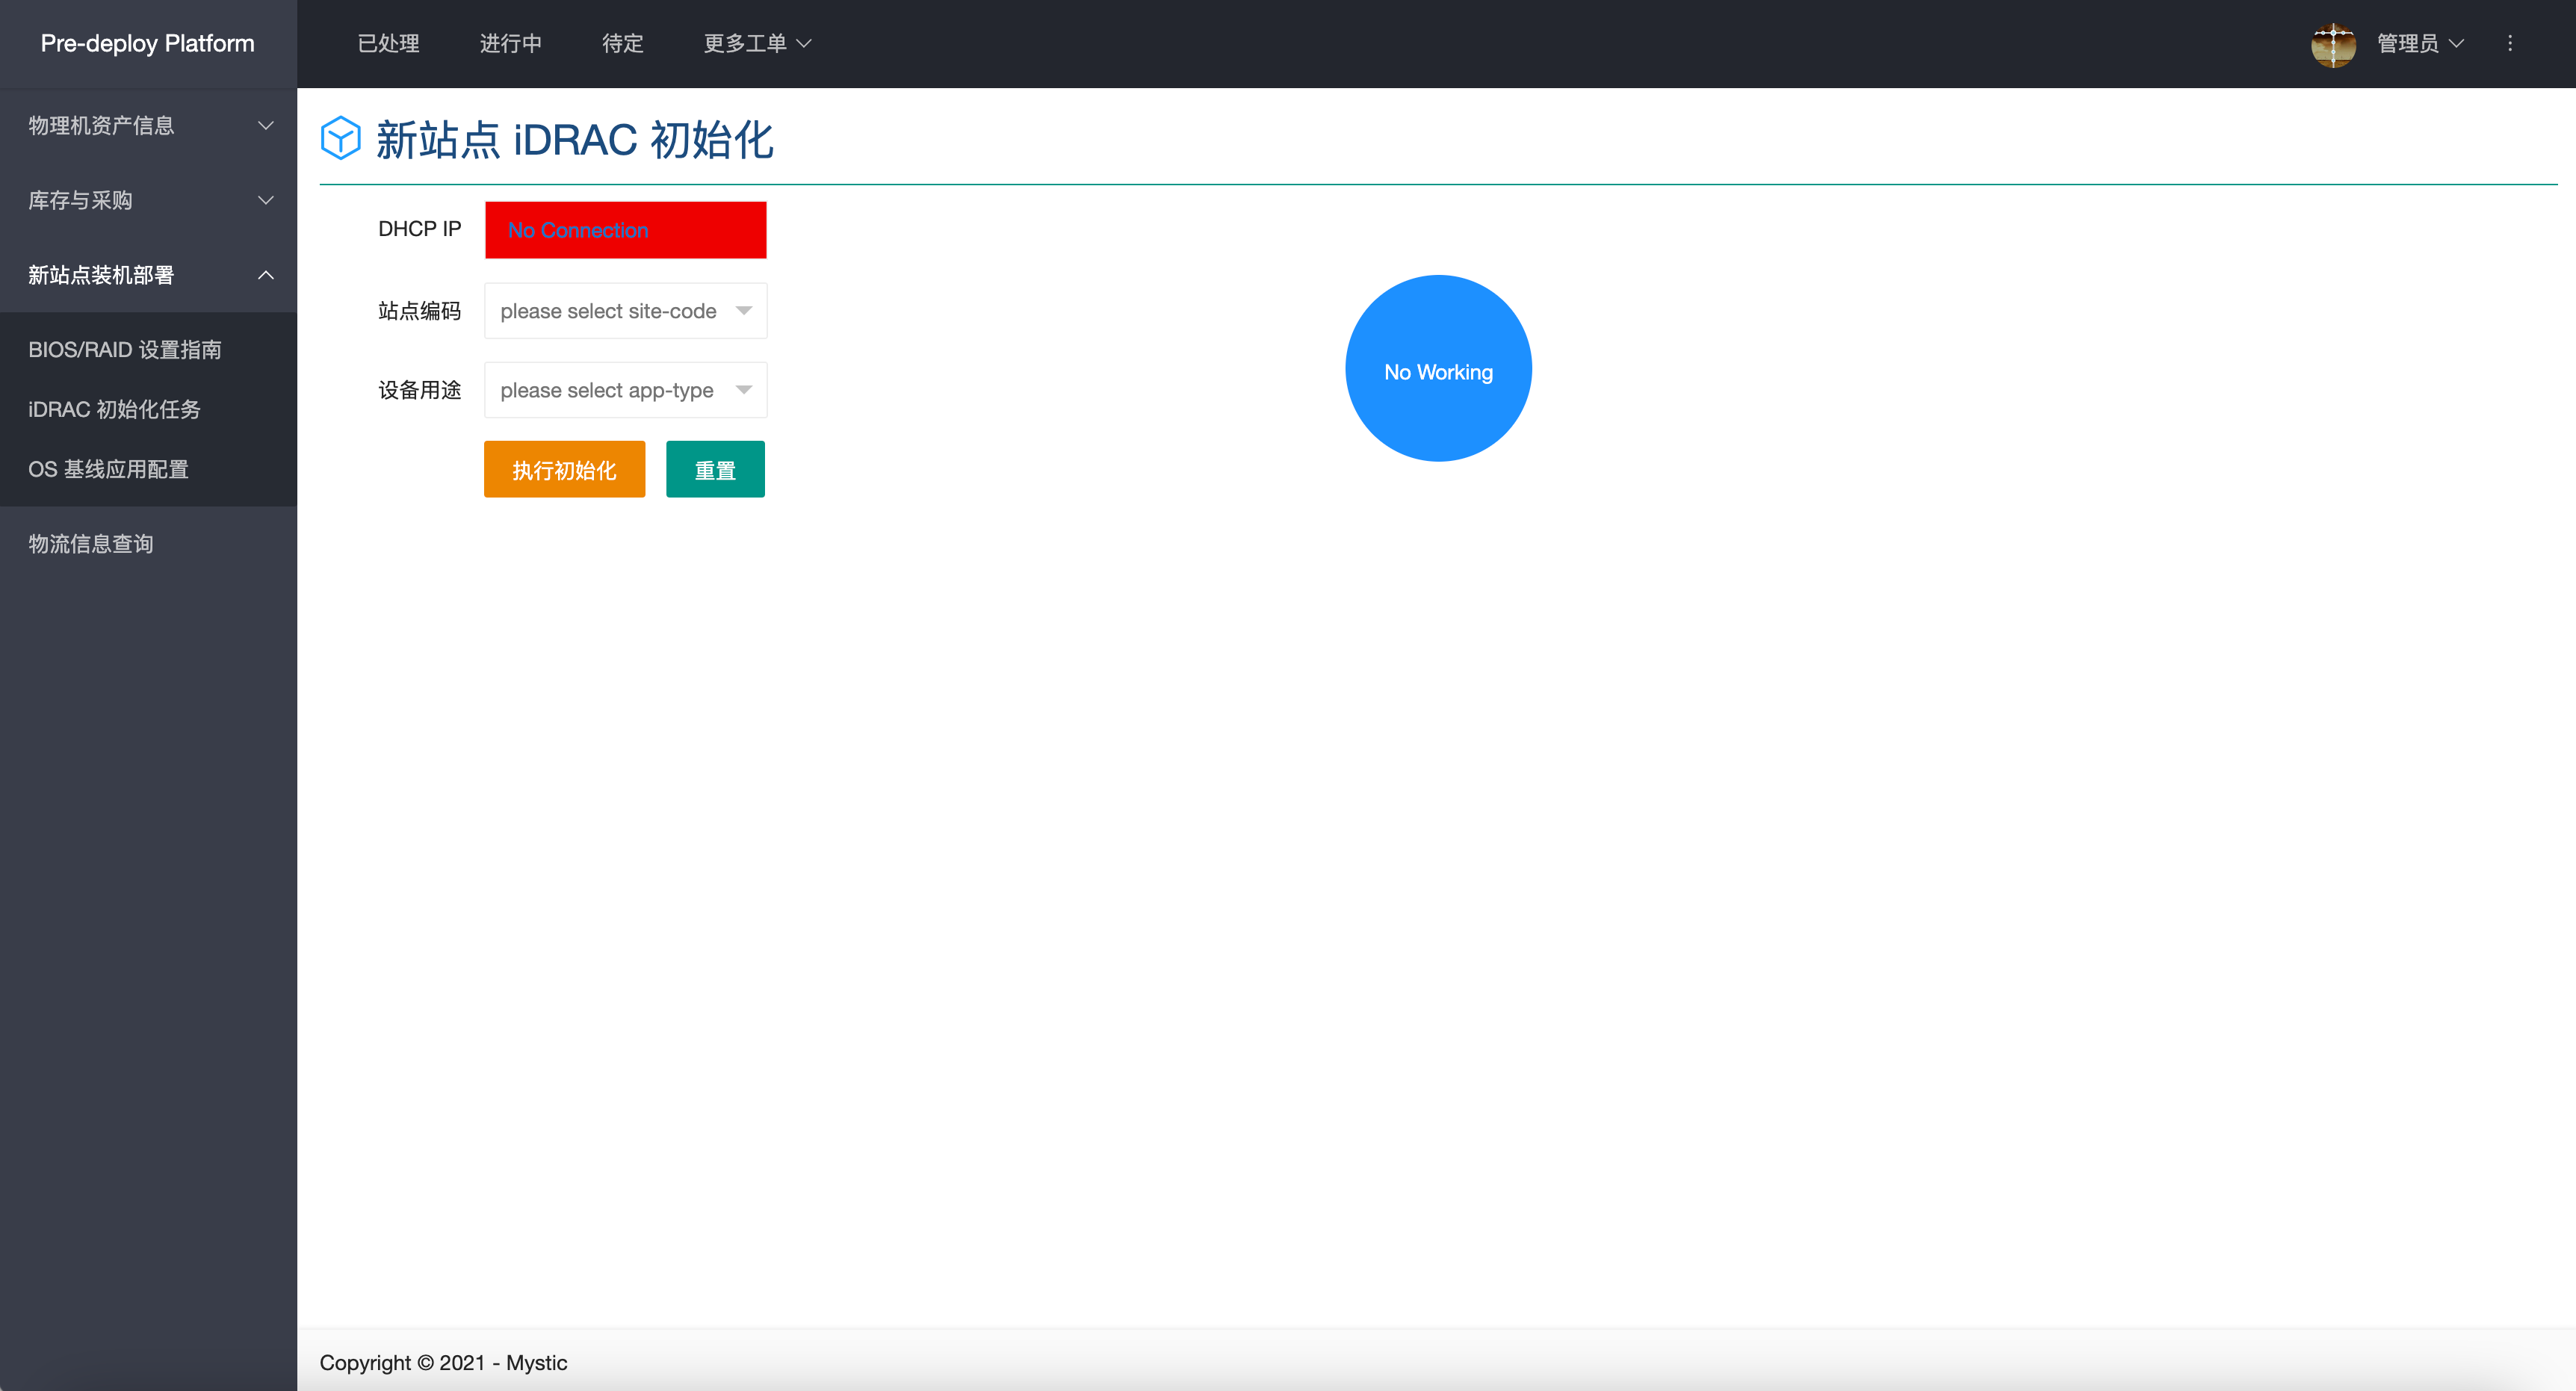 Pre-deploy Platform
已处理 进行中 待定 更多工单
管理员
物理机资产信息
库存与采购
新站点装机部署
BIOS/RAID 设置指南
iDRAC 初始化任务
OS 基线应用配置
物流信息查询
新站点 iDRAC 初始化
DHCP IP No Connection
站点编码 please select site-code
设备用途 please select app-type
执行初始化 重置
No Working
Copyright © 2021 - Mystic